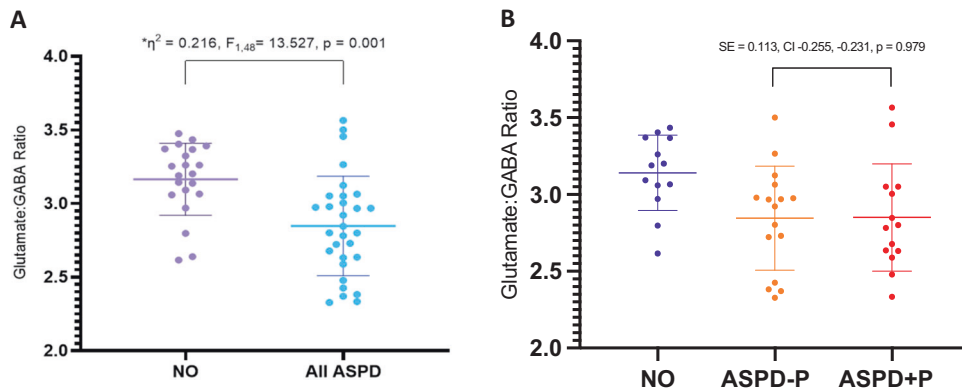 A
*η² = 0.216, F1,48= 13.527, p = 0.001
Glutamate:GABA Ratio
4.0
3.5
3.0
2.5
2.0
NO
All ASPD
B
SE = 0.113, CI -0.255, -0.231, p = 0.979
Glutamate:GABA Ratio
4.0
3.5
3.0
2.5
2.0
NO
ASPD-P
ASPD+P